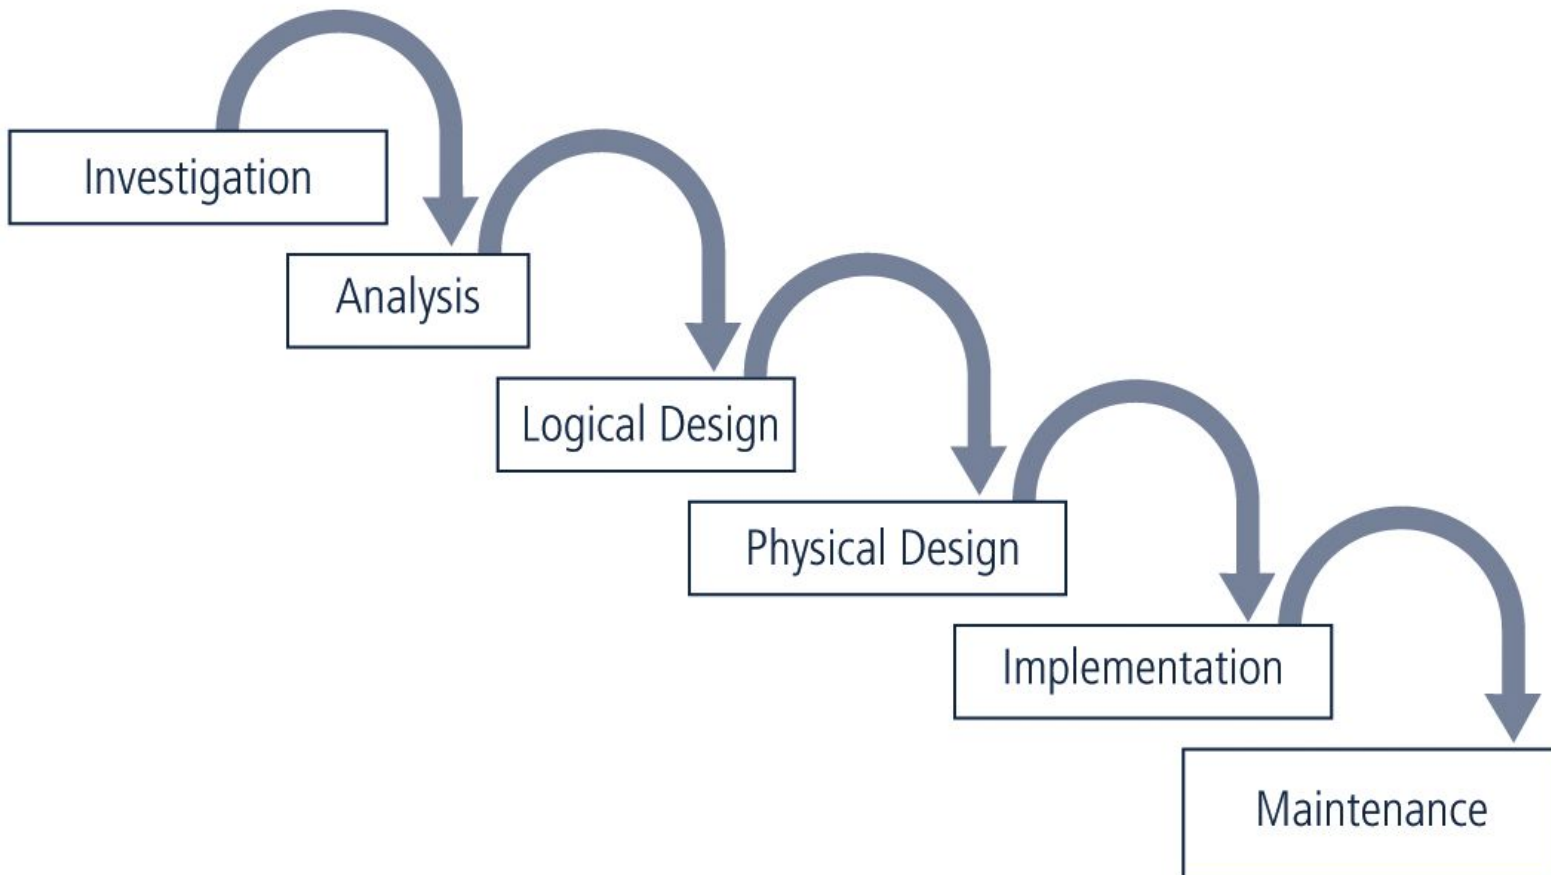 Investigation
Analysis
Logical Design
Physical Design
Implementation
Maintenance